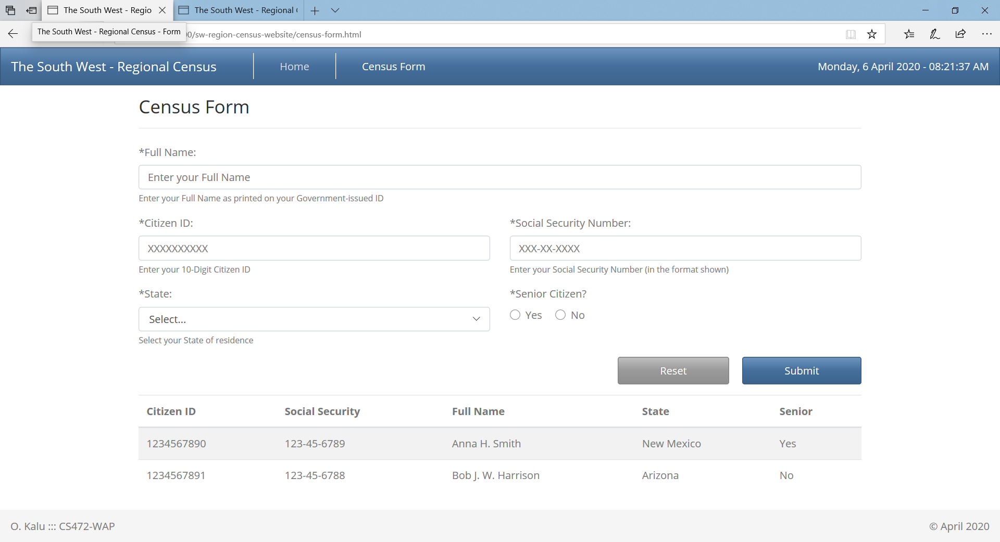 The South West - Regio
The South West - Regional
The South West - Regional Census - Form
0/sw-region-census-website/census-form.html
The South West - Regional Census
Home
Census Form
Monday, 6 April 2020 - 08:21:37 AM
Census Form
*Full Name:
Enter your Full Name
Enter your Full Name as printed on your Government-issued ID
*Citizen ID:
*Social Security Number:
XXXXXXXXXX
XXX-XX-XXXX
Enter your 10-Digit Citizen ID
Enter your Social Security Number (in the format shown)
*State:
*Senior Citizen?
Select...
Yes
No
Select your State of residence
Reset
Submit
Citizen ID Social Security Full Name State Senior
1234567890 123-45-6789 Anna H. Smith New Mexico Yes
1234567891 123-45-6788 Bob J. W. Harrison Arizona No
O. Kalu ::: CS472-WAP
© April 2020